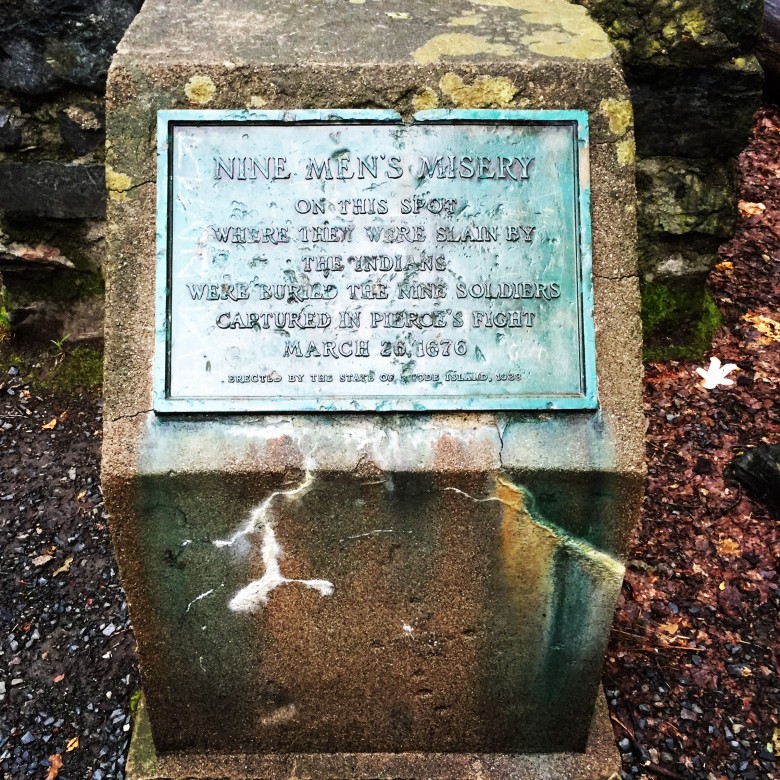 NINE MEN'S MISERY
ON THIS SPOT
WHERE THEY WERE SLAIN BY
THE INDIANS
WERE BURIED THE NINE SOLDIERS
CAPTURED IN PIERCE'S FIGHT
MARCH 26, 1676
ERECTED BY THE STATE OF RHODE ISLAND, 1928